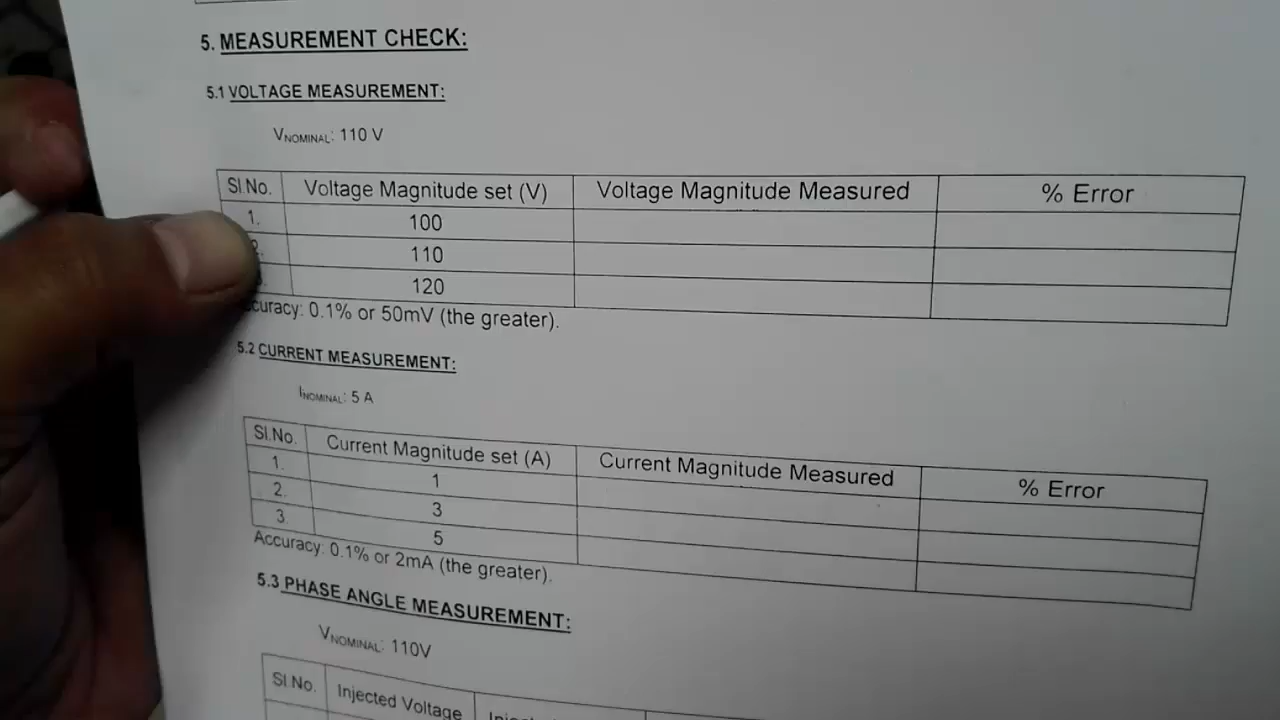 5. MEASUREMENT CHECK:
5.1 VOLTAGE MEASUREMENT:
VNOMINAL: 110 V
Sl.No. Voltage Magnitude set (V) Voltage Magnitude Measured % Error
1. 100
110
120
curacy: 0.1% or 50mV (the greater).
5.2 CURRENT MEASUREMENT:
INOMINAL: 5 A
Sl.No. Current Magnitude set (A) Current Magnitude Measured % Error
1. 1
2. 3
3. 5
Accuracy: 0.1% or 2mA (the greater).
5.3 PHASE ANGLE MEASUREMENT:
VNOMINAL: 110V
Sl.No. Injected Voltage